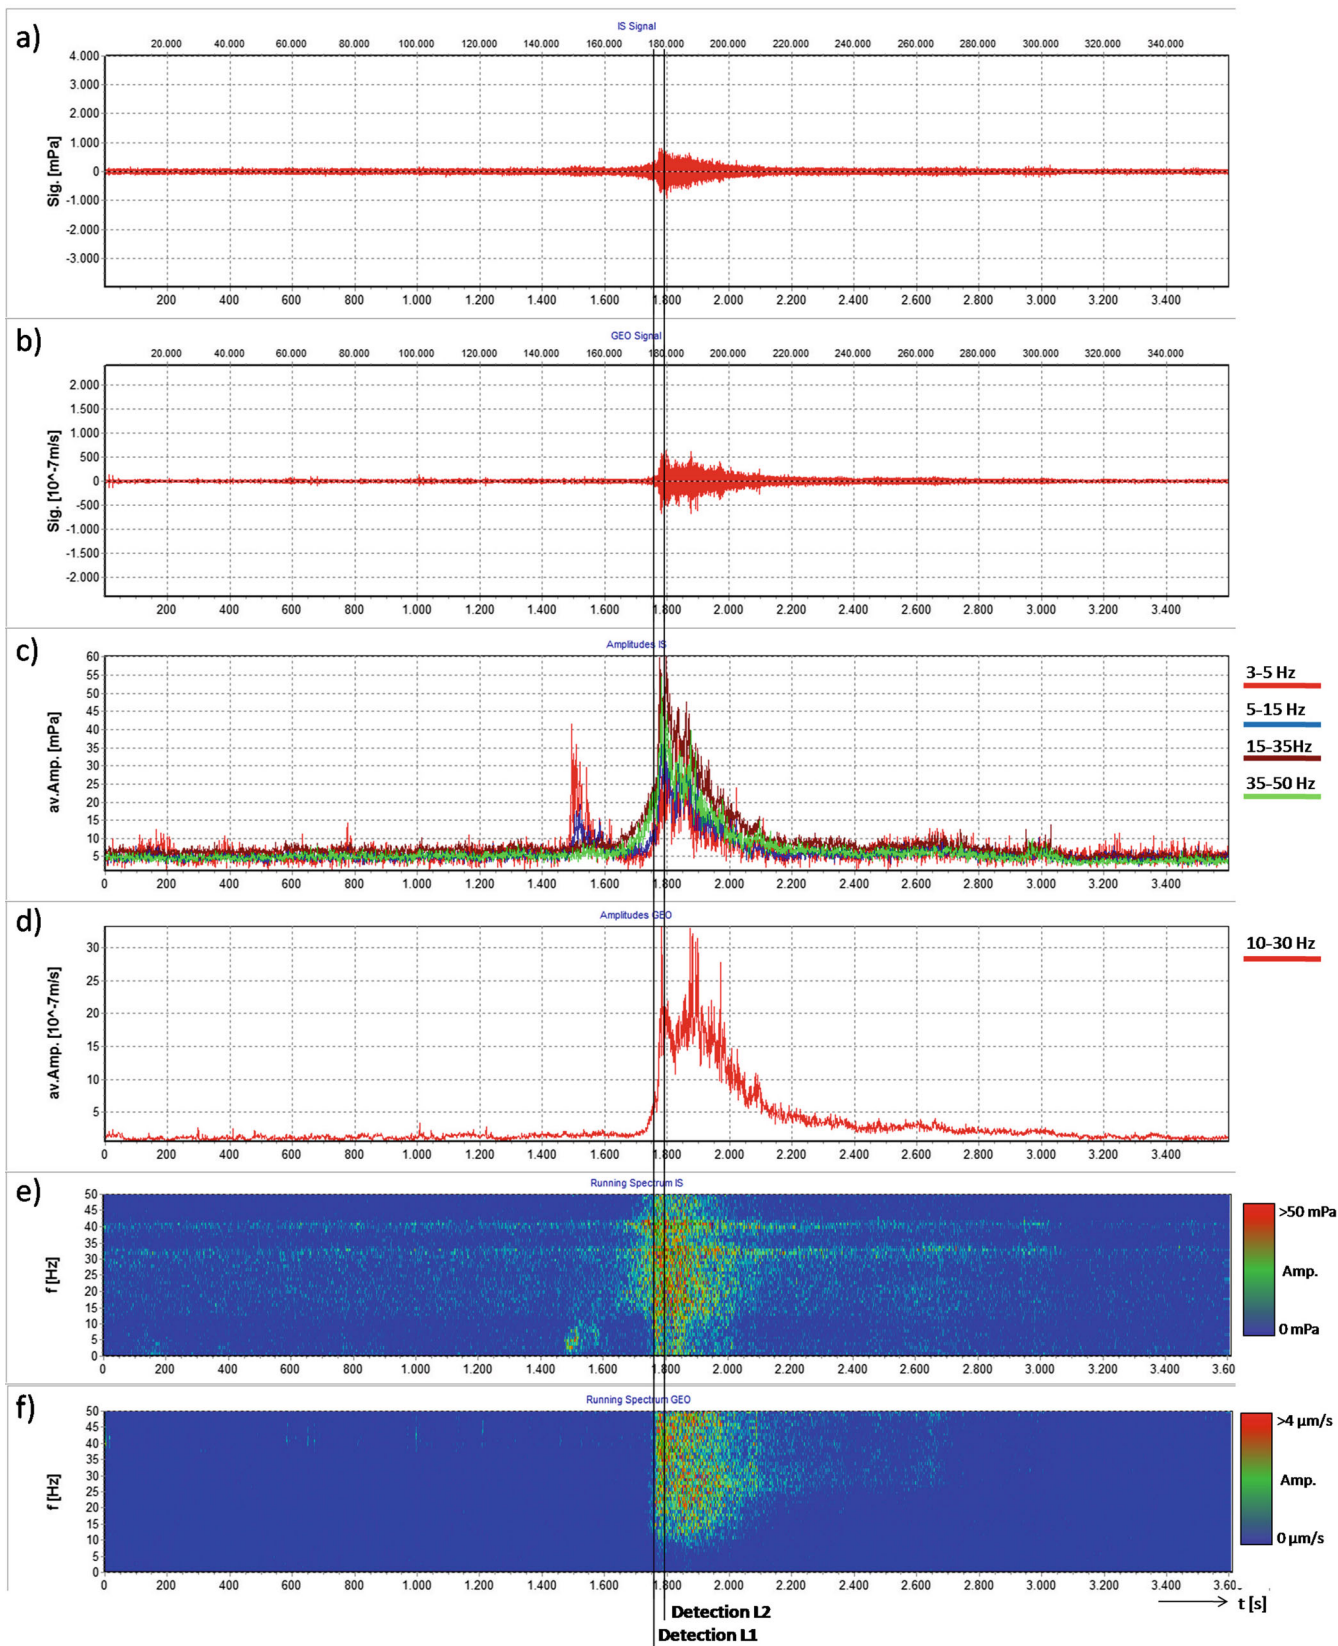 a)
IS Signal
20.000 40.000 60.000 80.000 100.000 120.000 140.000 160.000 180.000 200.000 220.000 240.000 260.000 280.000 300.000 320.000 340.000
4.000
3.000
2.000
1.000
0
-1.000
-2.000
-3.000
Sig. [mPa]
200 400 600 800 1.000 1.200 1.400 1.600 1.800 2.000 2.200 2.400 2.600 2.800 3.000 3.200 3.400
b)
GEO Signal
20.000 40.000 60.000 80.000 100.000 120.000 140.000 160.000 180.000 200.000 220.000 240.000 260.000 280.000 300.000 320.000 340.000
2.000
1.500
1.000
500
0
-500
-1.000
-1.500
-2.000
Sig. [10^-7m/s]
200 400 600 800 1.000 1.200 1.400 1.600 1.800 2.000 2.200 2.400 2.600 2.800 3.000 3.200 3.400
c)
Amplitudes IS
60
55
50
45
40
35
30
25
20
15
10
5
av.Amp. [mPa]
0 200 400 600 800 1.000 1.200 1.400 1.600 1.800 2.000 2.200 2.400 2.600 2.800 3.000 3.200 3.400
3–5 Hz
5–15 Hz
15–35Hz
35–50 Hz
d)
Amplitudes GEO
30
25
20
15
10
5
av.Amp. [10^-7m/s]
0 200 400 600 800 1.000 1.200 1.400 1.600 1.800 2.000 2.200 2.400 2.600 2.800 3.000 3.200 3.400
10–30 Hz
e)
Running Spectrum IS
50
45
40
35
30
25
20
15
10
5
0
f [Hz]
0 200 400 600 800 1.000 1.200 1.400 1.600 1.800 2.000 2.200 2.400 2.600 2.800 3.000 3.200 3.400 3.60
>50 mPa
Amp.
0 mPa
f)
Running Spectrum GEO
50
45
40
35
30
25
20
15
10
5
0
f [Hz]
0 200 400 600 800 1.000 1.200 1.400 1.600 1.800 2.000 2.200 2.400 2.600 2.800 3.000 3.200 3.400 3.60
>4 µm/s
Amp.
0 µm/s
t [s]
Detection L2
Detection L1